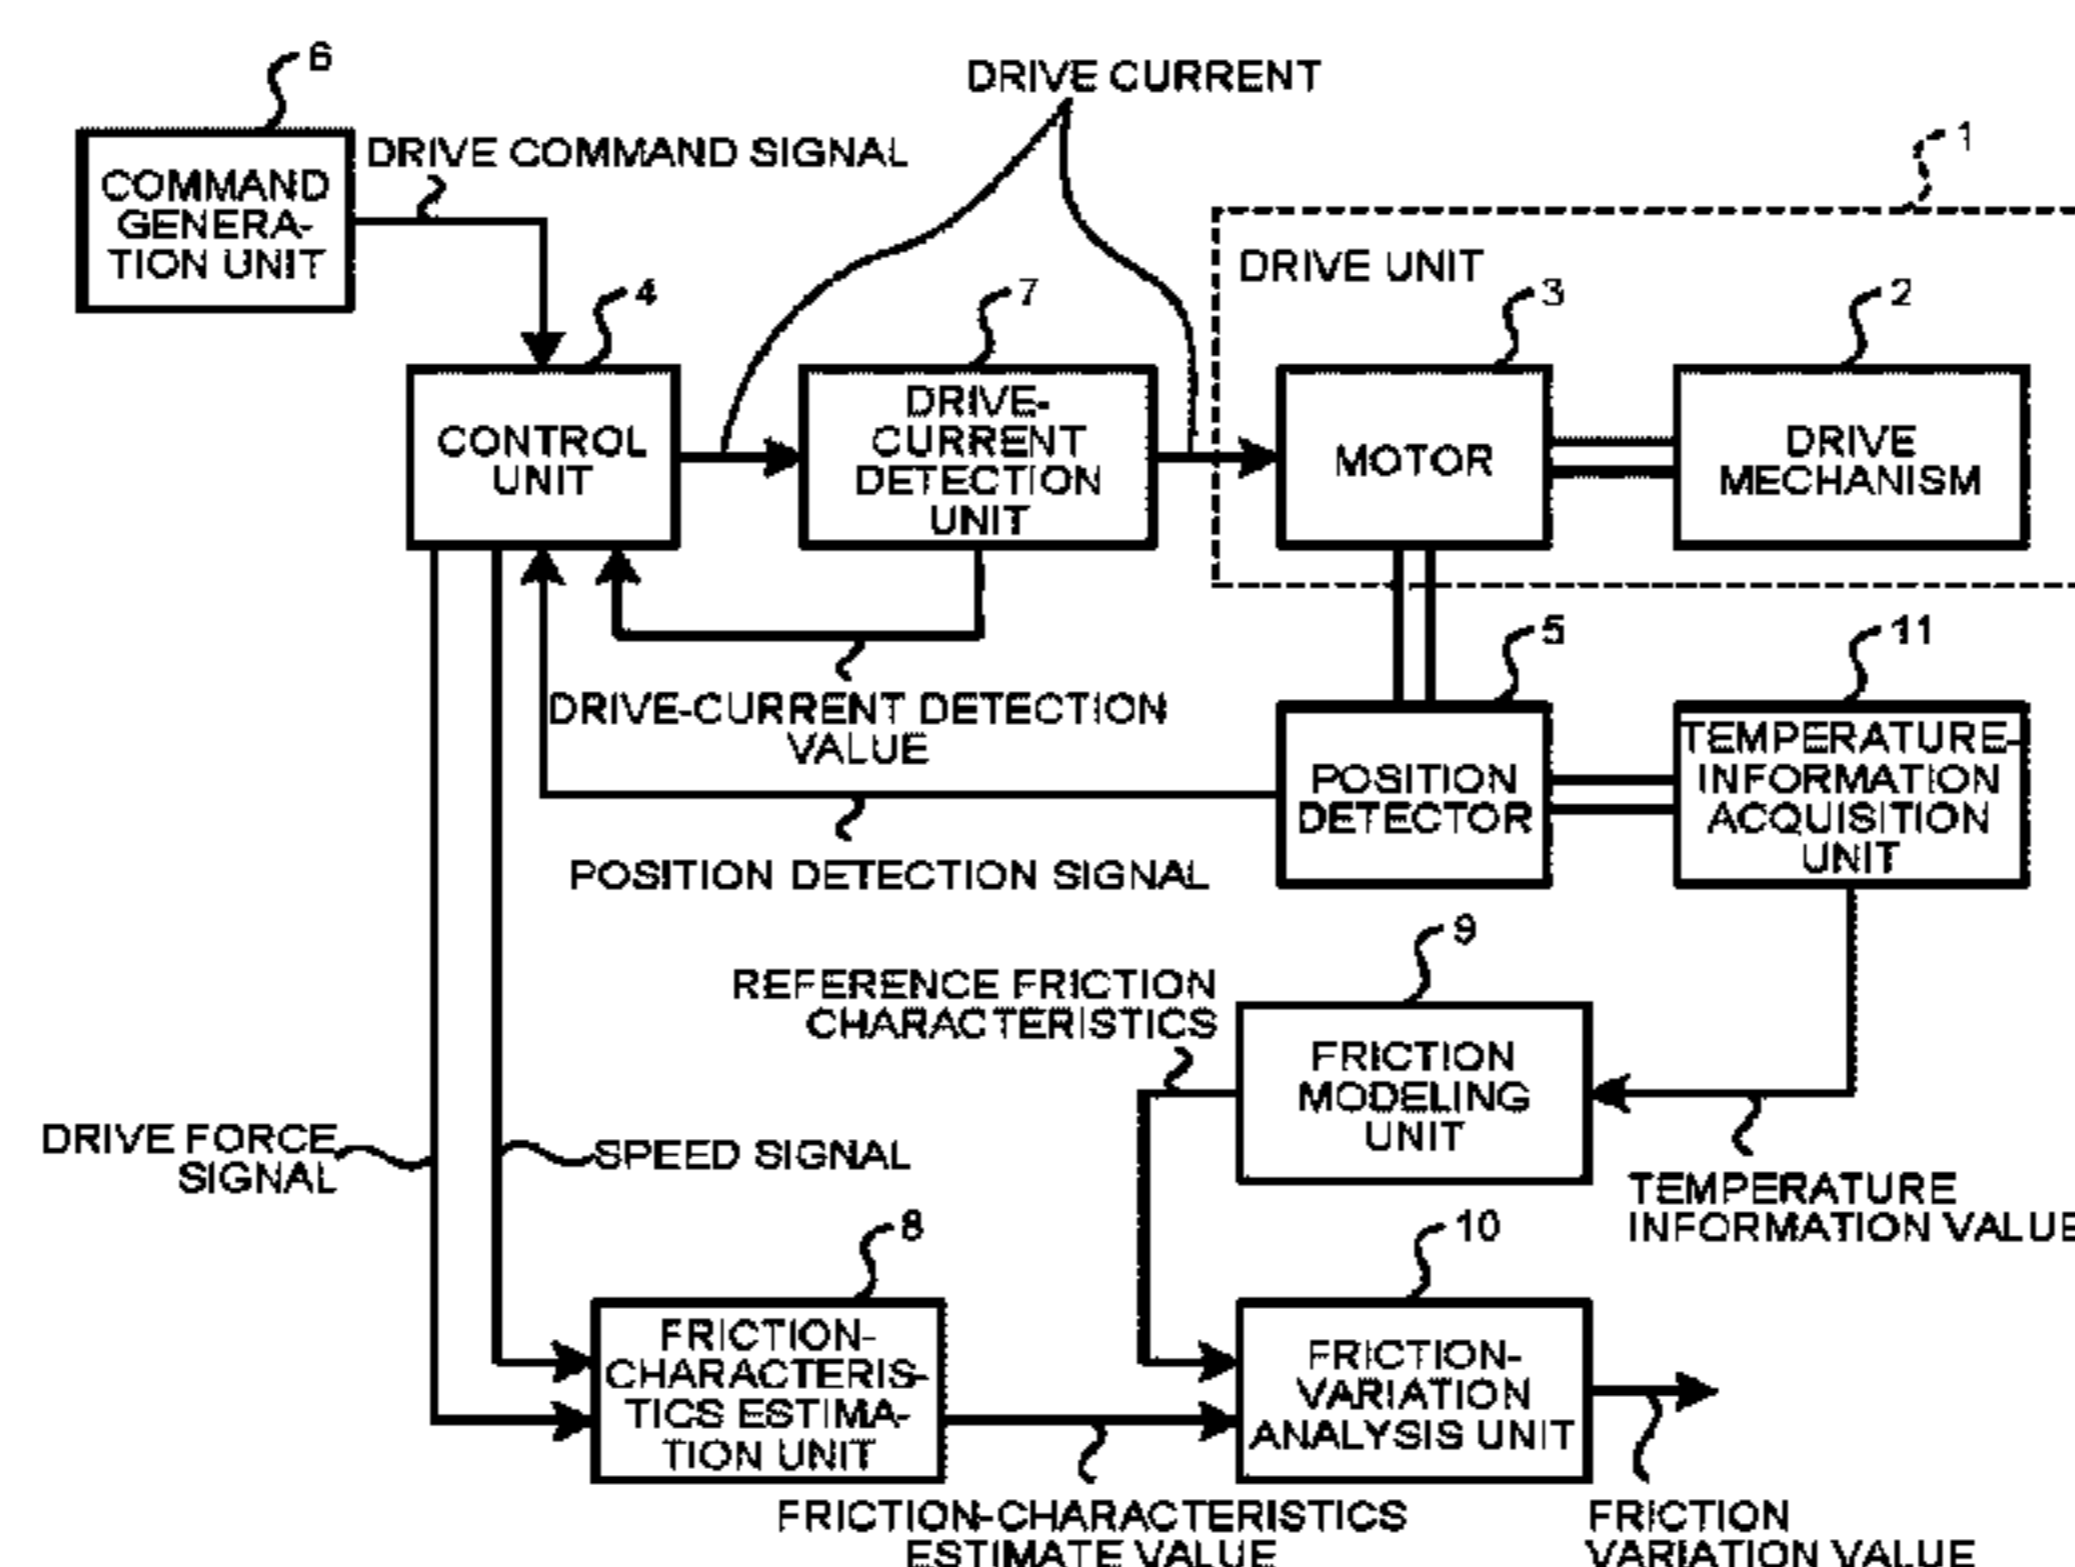 6
DRIVE CURRENT
1
DRIVE COMMAND SIGNAL
COMMAND
GENERA-
TION UNIT
DRIVE UNIT
4
7
3
2
CONTROL
UNIT
DRIVE-
CURRENT
DETECTION
UNIT
MOTOR
DRIVE
MECHANISM
5
11
DRIVE-CURRENT DETECTION
VALUE
POSITION
DETECTOR
TEMPERATURE-
INFORMATION
ACQUISITION
UNIT
POSITION DETECTION SIGNAL
9
REFERENCE FRICTION
CHARACTERISTICS
FRICTION
MODELING
UNIT
DRIVE FORCE
SIGNAL
SPEED SIGNAL
TEMPERATURE
INFORMATION VALUE
8
10
FRICTION-
CHARACTERIS-
TICS ESTIMA-
TION UNIT
FRICTION-
VARIATION
ANALYSIS UNIT
FRICTION-CHARACTERISTICS
ESTIMATE VALUE
FRICTION
VARIATION VALUE